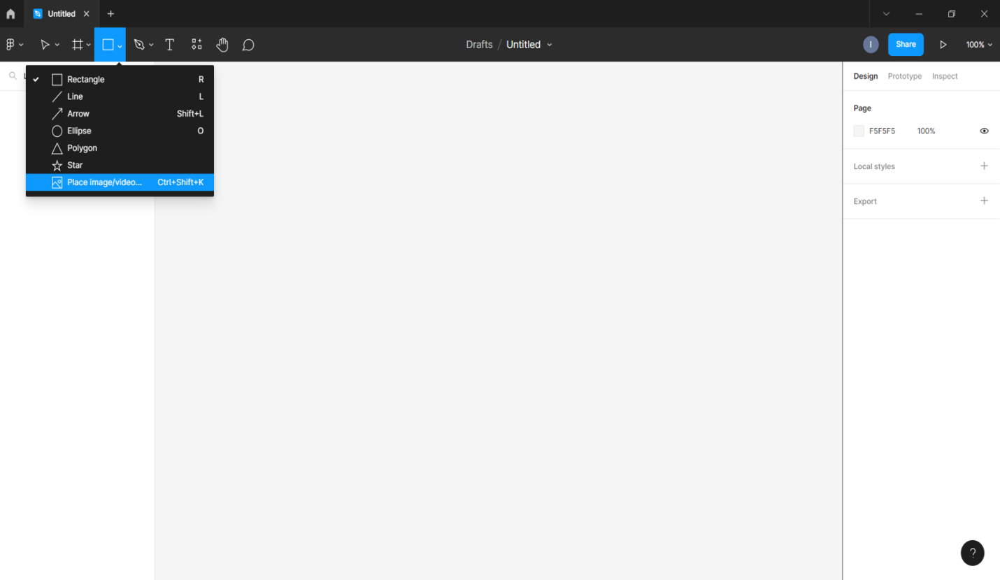 Untitled
Drafts / Untitled
I
Share
100%
Rectangle R
Line L
Arrow Shift+L
Ellipse O
Polygon
Star
Place image/video... Ctrl+Shift+K
Design Prototype Inspect
Page
F5F5F5 100%
Local styles
Export
?